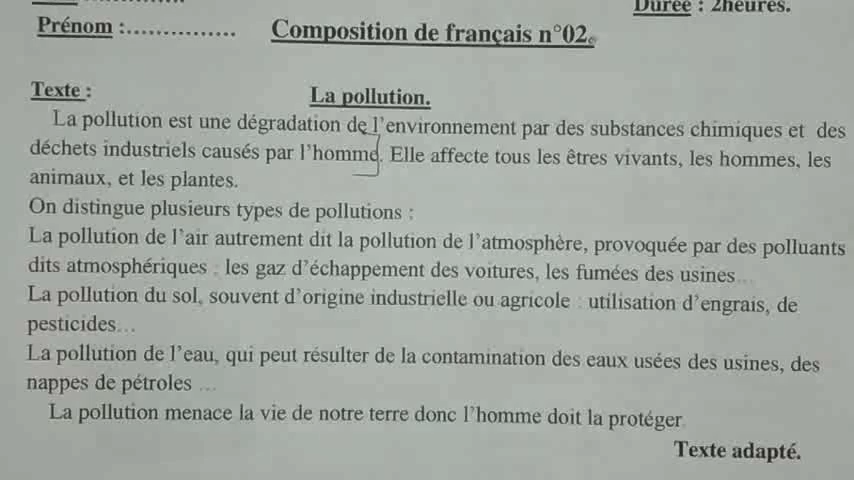 Durée : 2heures.
Prénom :................
Composition de français n°02.
Texte :
La pollution.
La pollution est une dégradation de l'environnement par des substances chimiques et des
déchets industriels causés par l'homme. Elle affecte tous les êtres vivants, les hommes, les
animaux, et les plantes.
On distingue plusieurs types de pollutions :
La pollution de l'air autrement dit la pollution de l'atmosphère, provoquée par des polluants
dits atmosphériques : les gaz d'échappement des voitures, les fumées des usines...
La pollution du sol, souvent d'origine industrielle ou agricole : utilisation d'engrais, de
pesticides...
La pollution de l'eau, qui peut résulter de la contamination des eaux usées des usines, des
nappes de pétroles ...
La pollution menace la vie de notre terre donc l'homme doit la protéger.
Texte adapté.